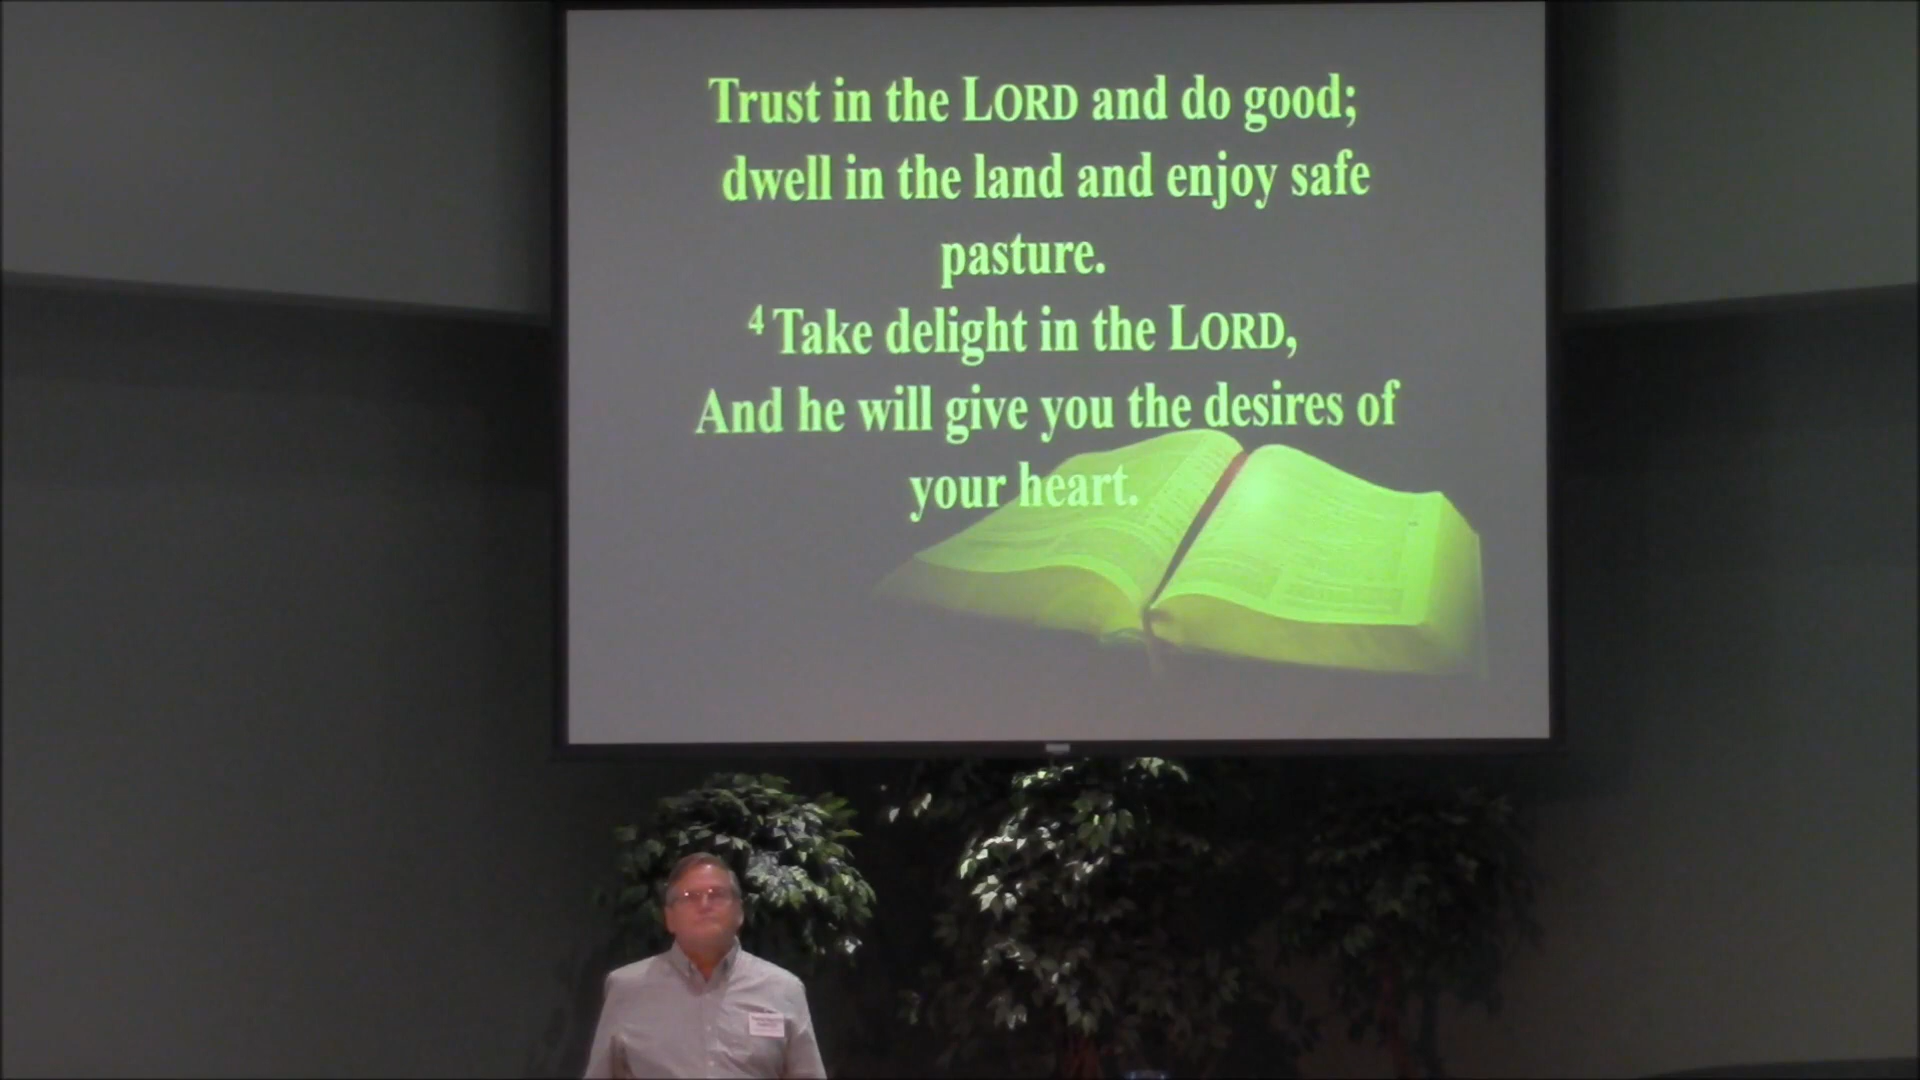 Trust in the LORD and do good;
dwell in the land and enjoy safe
pasture.
4 Take delight in the LORD,
And he will give you the desires of
your heart.